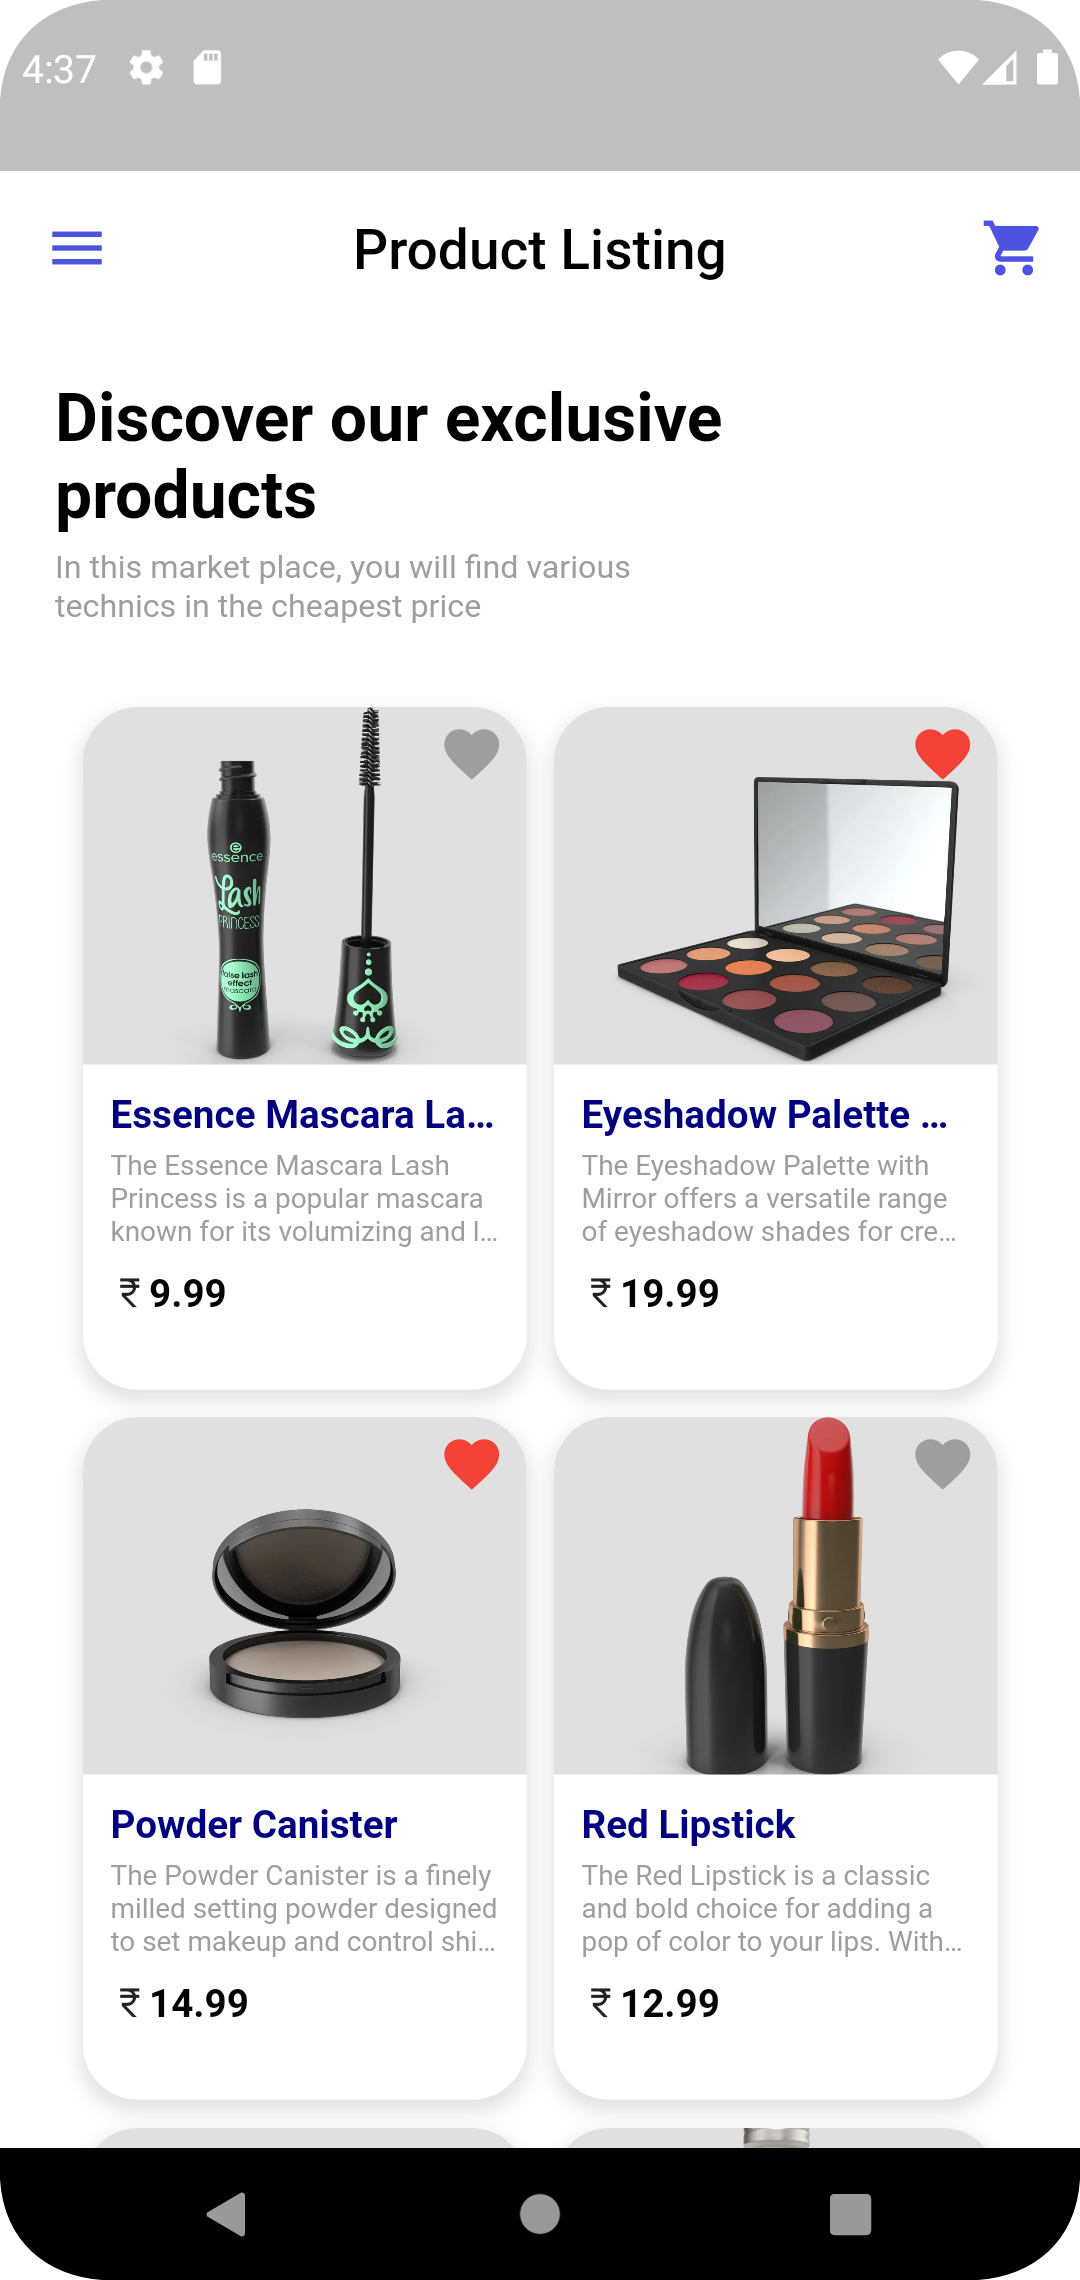 4:37
Product Listing
Discover our exclusive
products
In this market place, you will find various
technics in the cheapest price
essence
Lash
PRINCESS
false lash
effect
mascara
Essence Mascara La...
The Essence Mascara Lash
Princess is a popular mascara
known for its volumizing and l...
₹ 9.99
Eyeshadow Palette ...
The Eyeshadow Palette with
Mirror offers a versatile range
of eyeshadow shades for cre...
₹ 19.99
Powder Canister
The Powder Canister is a finely
milled setting powder designed
to set makeup and control shi...
₹ 14.99
Red Lipstick
The Red Lipstick is a classic
and bold choice for adding a
pop of color to your lips. With...
₹ 12.99